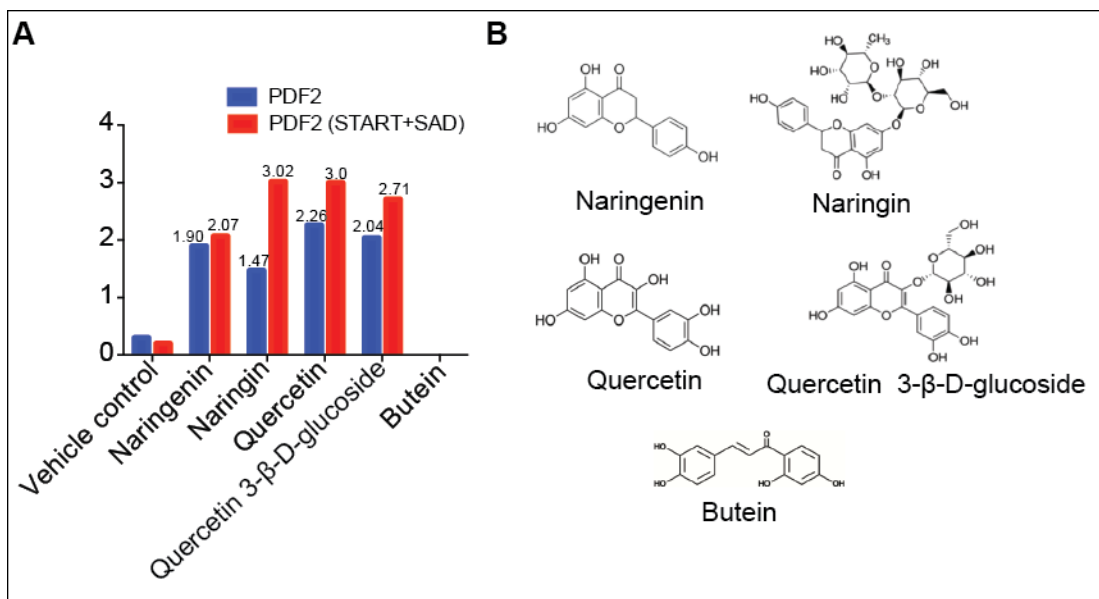 A
PDF2
PDF2 (START+SAD)
4
3
2
1
0
1.90
2.07
1.47
3.02
2.26
3.0
2.04
2.71
Vehicle control
Naringenin
Naringin
Quercetin
Quercetin 3-β-D-glucoside
Butein
B
OH
O
HO
O
OH
Naringenin
HO
CH₃
HO
O
HO
OH
HO
O
O
OH
HO
O
O
O
OH
OH
Naringin
OH
O
OH
HO
O
OH
OH
Quercetin
HO
OH
O
OH
O
O
OH
OH
HO
O
OH
OH
Quercetin 3-β-D-glucoside
HO
HO
O
OH
OH
Butein